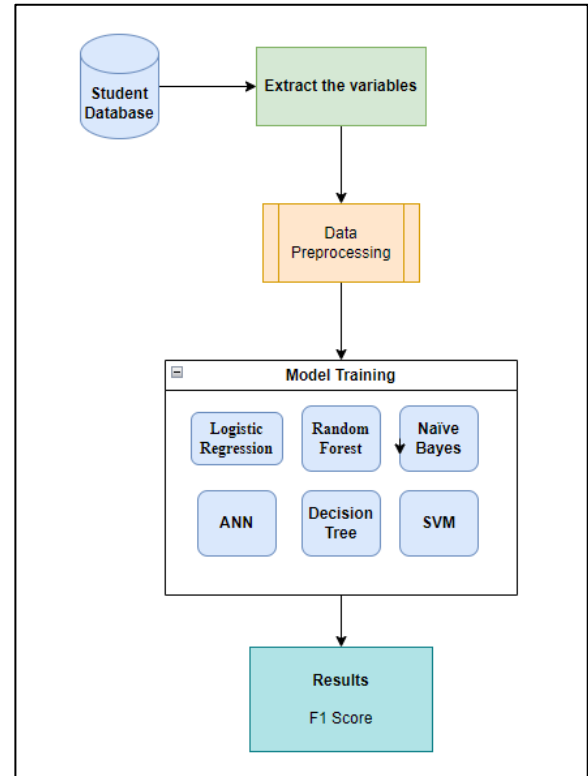 Student
Database
Extract the variables
Data
Preprocessing
Model Training
Logistic
Regression
Random
Forest
Naïve
Bayes
ANN
Decision
Tree
SVM
Results
F1 Score